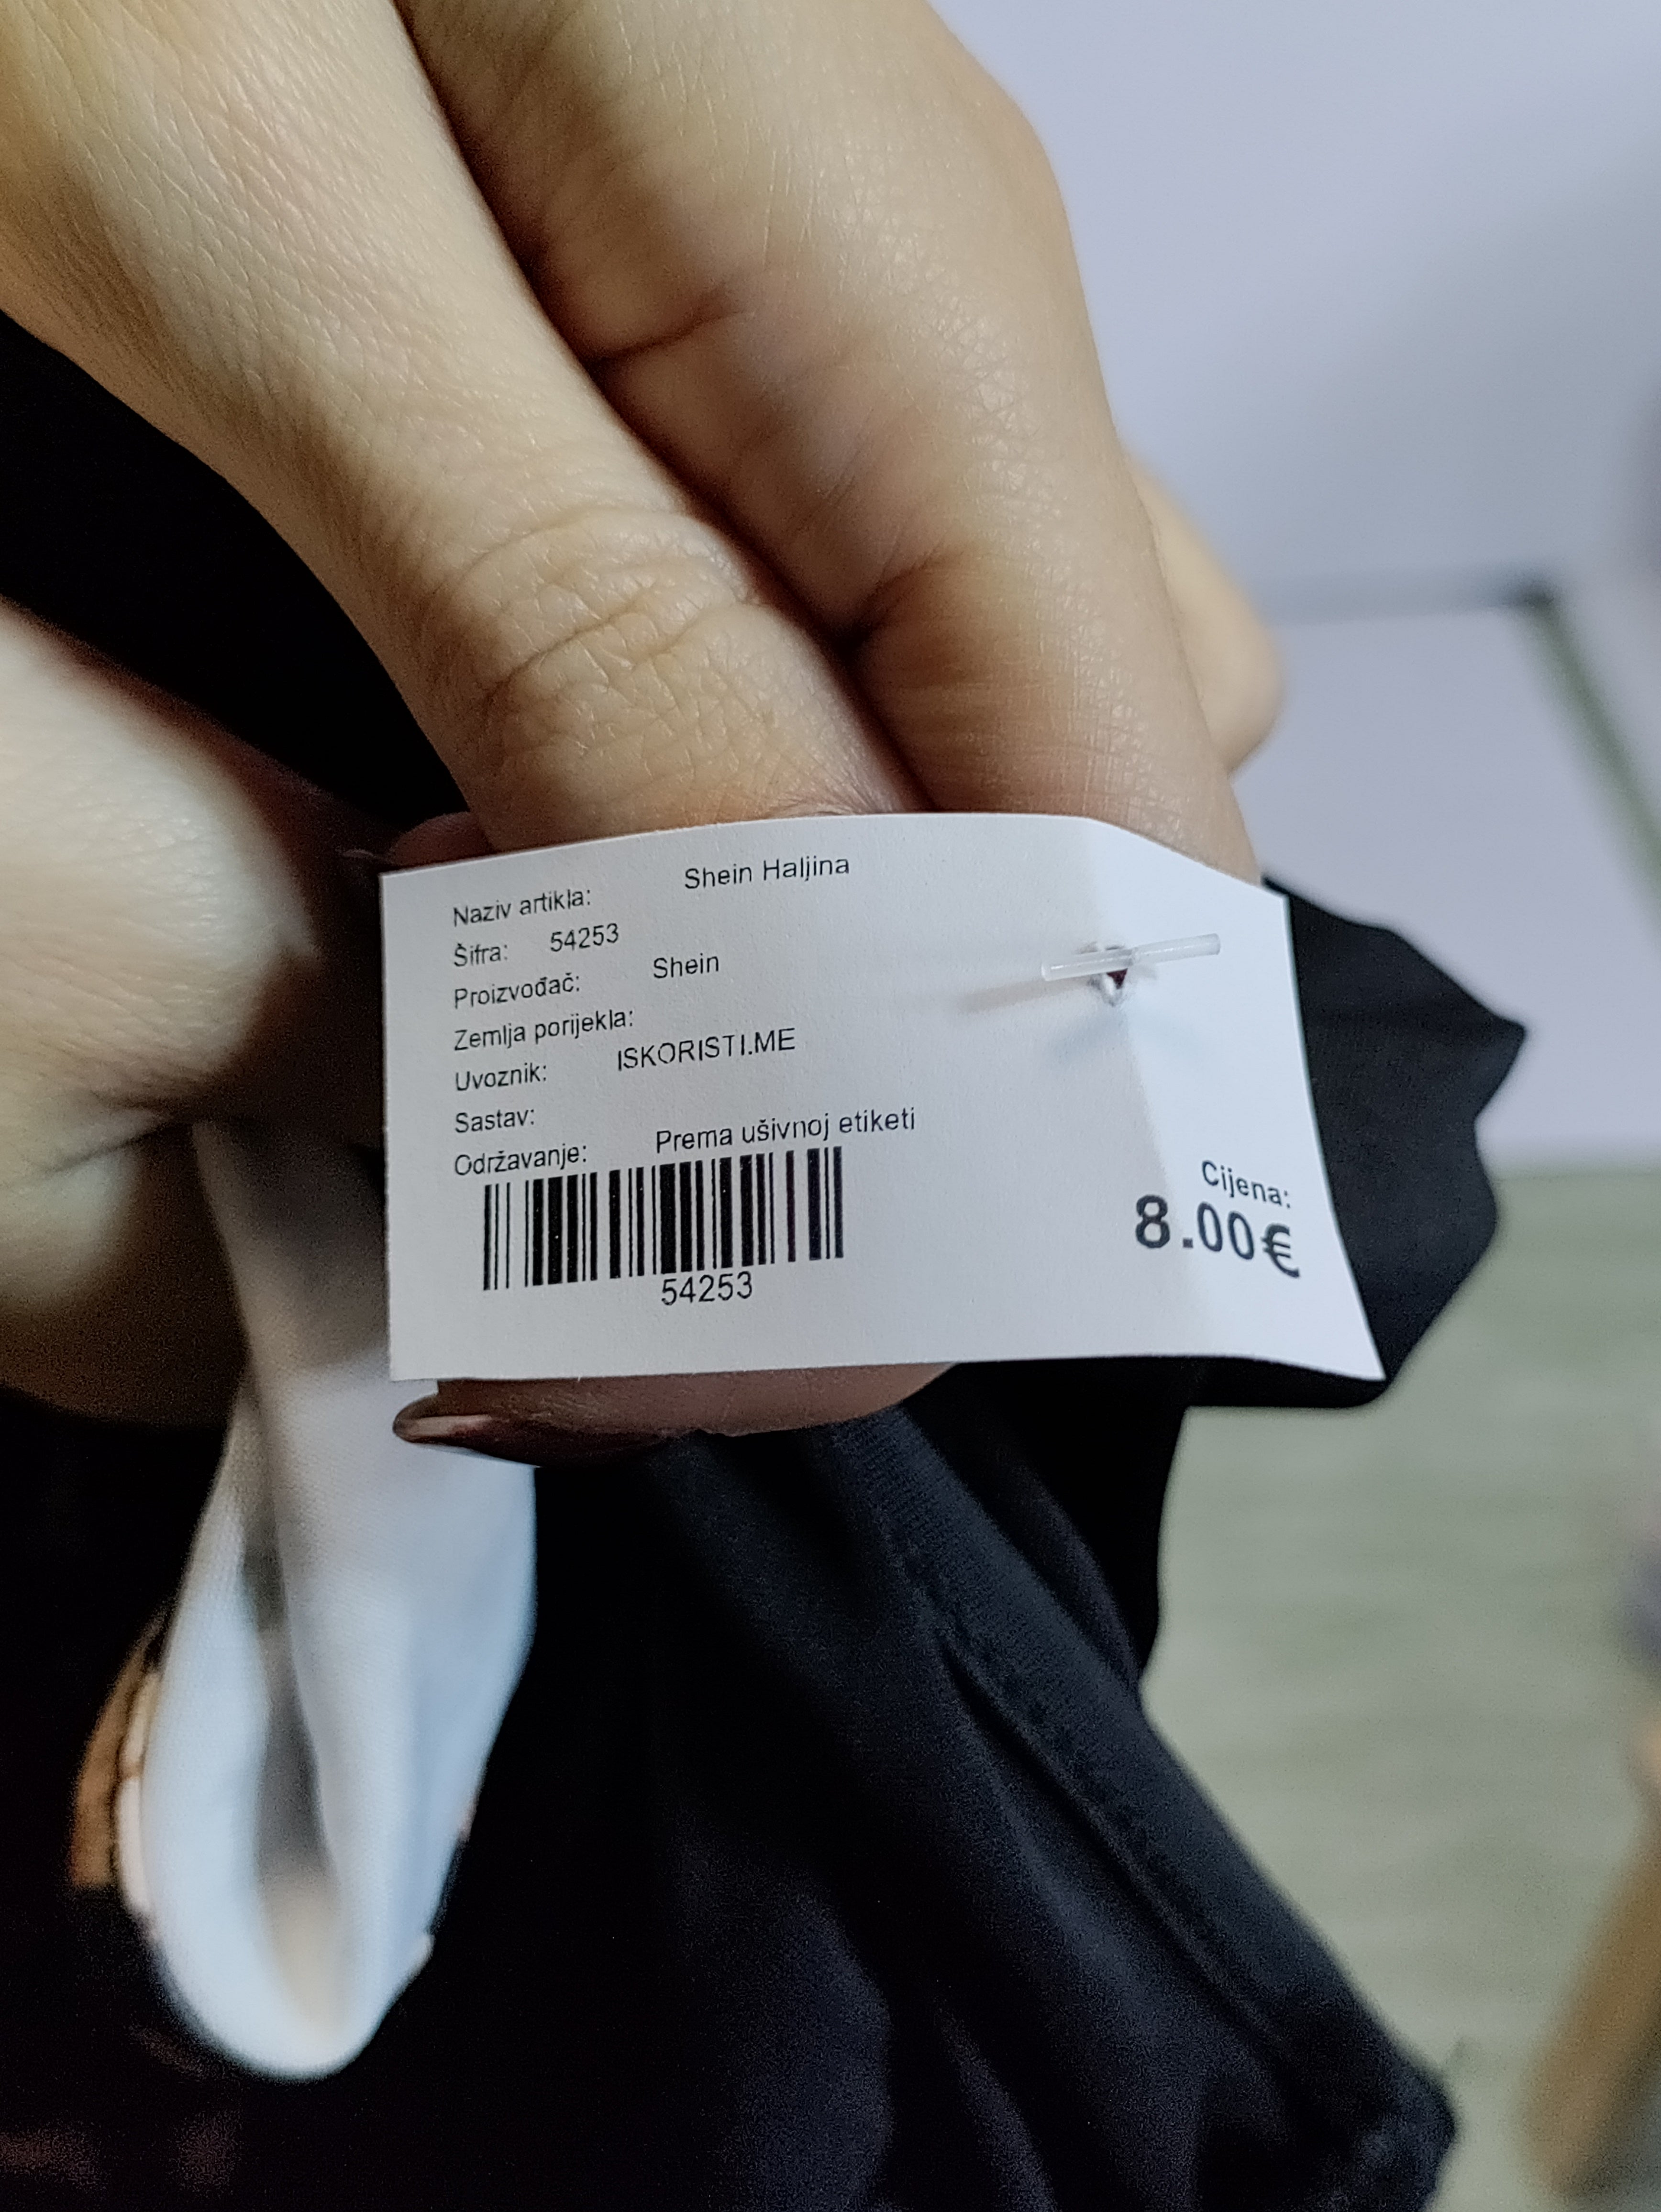 Naziv artikla: Shein Haljina
Šifra: 54253
Proizvođač: Shein
Zemlja porijekla:
Uvoznik: ISKORISTI.ME
Sastav:
Održavanje: Prema ušivnoj etiketi
54253
Cijena:
8.00€